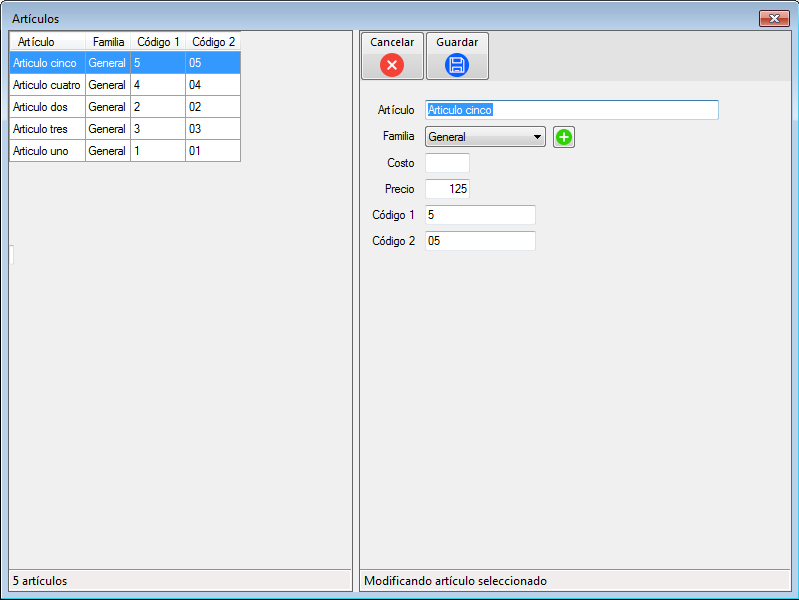 Artículos
Artículo Familia Código 1 Código 2
Articulo cinco General 5 05
Articulo cuatro General 4 04
Articulo dos General 2 02
Articulo tres General 3 03
Articulo uno General 1 01
5 artículos
Cancelar Guardar
Artículo Articulo cinco
Familia General
Costo
Precio 125
Código 1 5
Código 2 05
Modificando artículo seleccionado